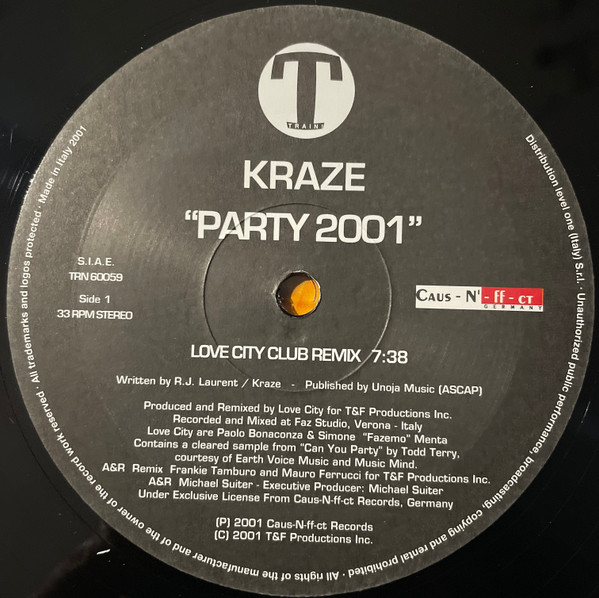 T
TRAIN!
KRAZE
“PARTY 2001”
S.I.A.E.
TRN 60059
Side 1
33 RPM STEREO
CAUS - N' - ff - CT
GERMANY
LOVE CITY CLUB REMIX 7:38
Written by R.J. Laurent / Kraze - Published by Unoja Music (ASCAP)
Produced and Remixed by Love City for T&F Productions Inc.
Recorded and Mixed at Faz Studio, Verona - Italy
Love City are Paolo Bonaconza & Simone "Fazemo" Menta
Contains a cleared sample from "Can You Party" by Todd Terry,
courtesy of Earth Voice Music and Music Mind.
A&R Remix Frankie Tamburo and Mauro Ferrucci for T&F Productions Inc.
A&R Michael Suiter - Executive Producer: Michael Suiter
Under Exclusive License From Caus-N-ff-ct Records, Germany
(P) 2001 Caus-N-ff-ct Records
(C) 2001 T&F Productions Inc.
Distribution level one (Italy) S.r.l. · Unauthorized public performance, broadcasting, copying and rental prohibited · All rights of the manufacturer and of the owner of the record work reserved · All trademarks and logos protected · Made in Italy 2001